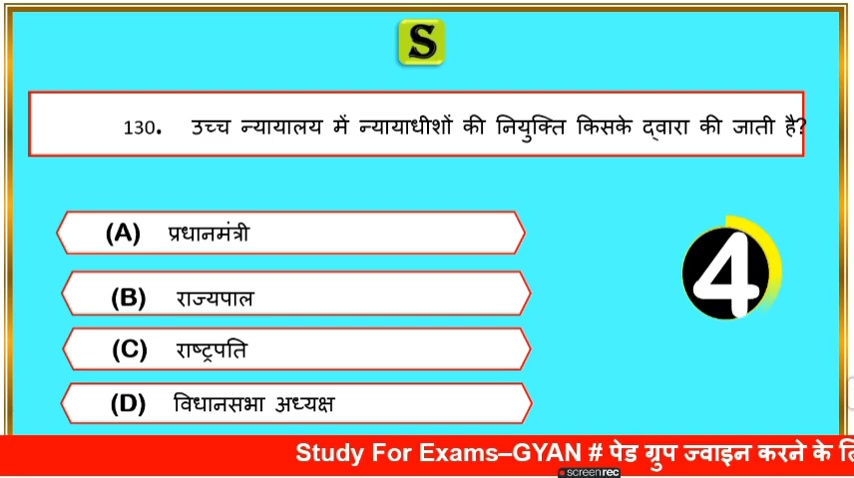 S
130. उच्च न्यायालय में न्यायाधीशों की नियुक्ति किसके द्वारा की जाती है?
(A) प्रधानमंत्री
(B) राज्यपाल
4
(C) राष्ट्रपति
(D) विधानसभा अध्यक्ष
Study For Exams–GYAN # पेड ग्रुप ज्वाइन करने के
screenrec